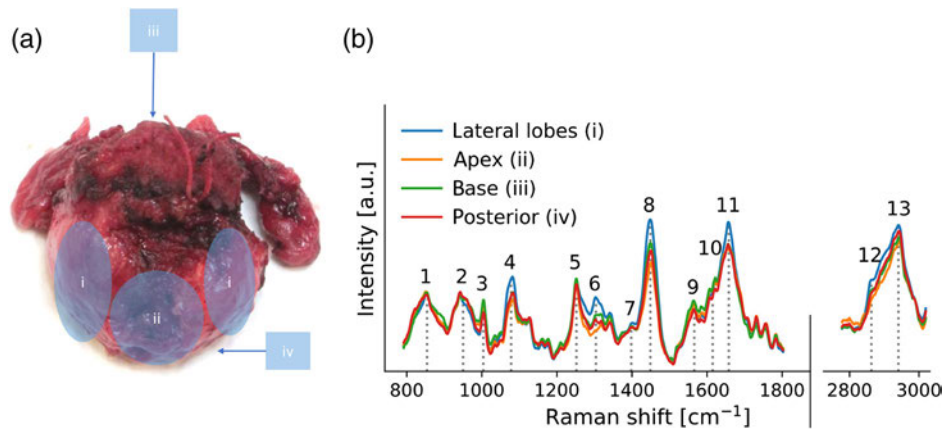 (a)
iii
i
ii
i
iv
(b)
Intensity [a.u.]
Lateral lobes (i)
Apex (ii)
Base (iii)
Posterior (iv)
1
2
3
4
5
6
7
8
9
10
11
12
13
800
1000
1200
1400
1600
1800
2800
3000
Raman shift [cm⁻¹]